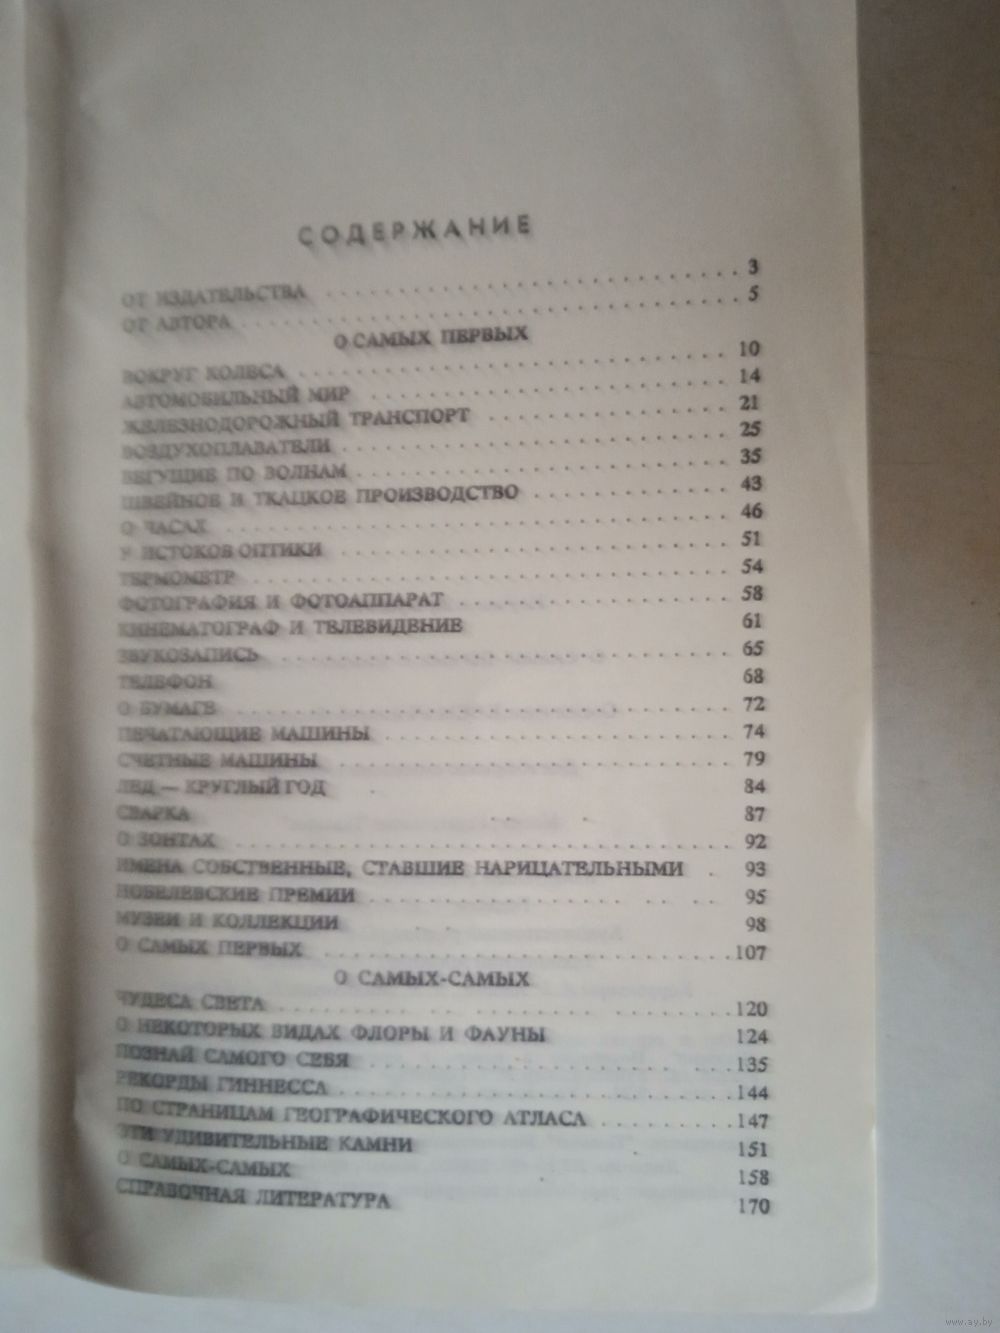 СОДЕРЖАНИЕ
ОТ ИЗДАТЕЛЬСТВА . . . . . . . . . . . . . . . . . . . . . . . . 3
ОТ АВТОРА . . . . . . . . . . . . . . . . . . . . . . . . . . . . 5
О САМЫХ ПЕРВЫХ
ВОКРУГ КОЛЕСА . . . . . . . . . . . . . . . . . . . . . . . . 10
АВТОМОБИЛЬНЫЙ МИР . . . . . . . . . . . . . . . . . . . . 14
ЖЕЛЕЗНОДОРОЖНЫЙ ТРАНСПОРТ . . . . . . . . . . . . . . 21
ВОЗДУХОПЛАВАТЕЛИ . . . . . . . . . . . . . . . . . . . . . . 25
БЕГУЩИЕ ПО ВОЛНАМ . . . . . . . . . . . . . . . . . . . . . 35
ШВЕЙНОЕ И ТКАЦКОЕ ПРОИЗВОДСТВО . . . . . . . . . . . 43
О ЧАСАХ . . . . . . . . . . . . . . . . . . . . . . . . . . . . 46
У ИСТОКОВ ОПТИКИ . . . . . . . . . . . . . . . . . . . . . . 51
ТЕРМОМЕТР . . . . . . . . . . . . . . . . . . . . . . . . . . . 54
ФОТОГРАФИЯ И ФОТОАППАРАТ . . . . . . . . . . . . . . . 58
КИНЕМАТОГРАФ И ТЕЛЕВИДЕНИЕ 61
ЗВУКОЗАПИСЬ . . . . . . . . . . . . . . . . . . . . . . . . . . 65
ТЕЛЕФОН 68
О БУМАГЕ . . . . . . . . . . . . . . . . . . . . . . . . . . . . 72
ПЕЧАТАЮЩИЕ МАШИНЫ . . . . . . . . . . . . . . . . . . . . 74
СЧЕТНЫЕ МАШИНЫ . . . . . . . . . . . . . . . . . . . . . . 79
ЛЕД — КРУГЛЫЙ ГОД . 84
СВАРКА . 87
О ЗОНТАХ . . . . . . . . . . . . . . . . . . . . . . . . . . . . 92
ИМЕНА СОБСТВЕННЫЕ, СТАВШИЕ НАРИЦАТЕЛЬНЫМИ . 93
НОБЕЛЕВСКИЕ ПРЕМИИ . . . . . . . . . . . . . . . . . . . 95
МУЗЕИ И КОЛЛЕКЦИИ 98
О САМЫХ ПЕРВЫХ . . . . . . . . . . . . . . . . . . . . . . . 107
О САМЫХ-САМЫХ
ЧУДЕСА СВЕТА . . . . . . . . . . . . . . . . . . . . . . . . 120
О НЕКОТОРЫХ ВИДАХ ФЛОРЫ И ФАУНЫ 124
ПОЗНАЙ САМОГО СЕБЯ . . . . . . . . . . . . . . . . . . . . 135
РЕКОРДЫ ГИННЕССА . . . . . . . . . . . . . . . . . . . . . . 144
ПО СТРАНИЦАМ ГЕОГРАФИЧЕСКОГО АТЛАСА . . . . . . . . 147
ЭТИ УДИВИТЕЛЬНЫЕ КАМНИ 151
О САМЫХ-САМЫХ 158
СПРАВОЧНАЯ ЛИТЕРАТУРА 170
www.ay.by